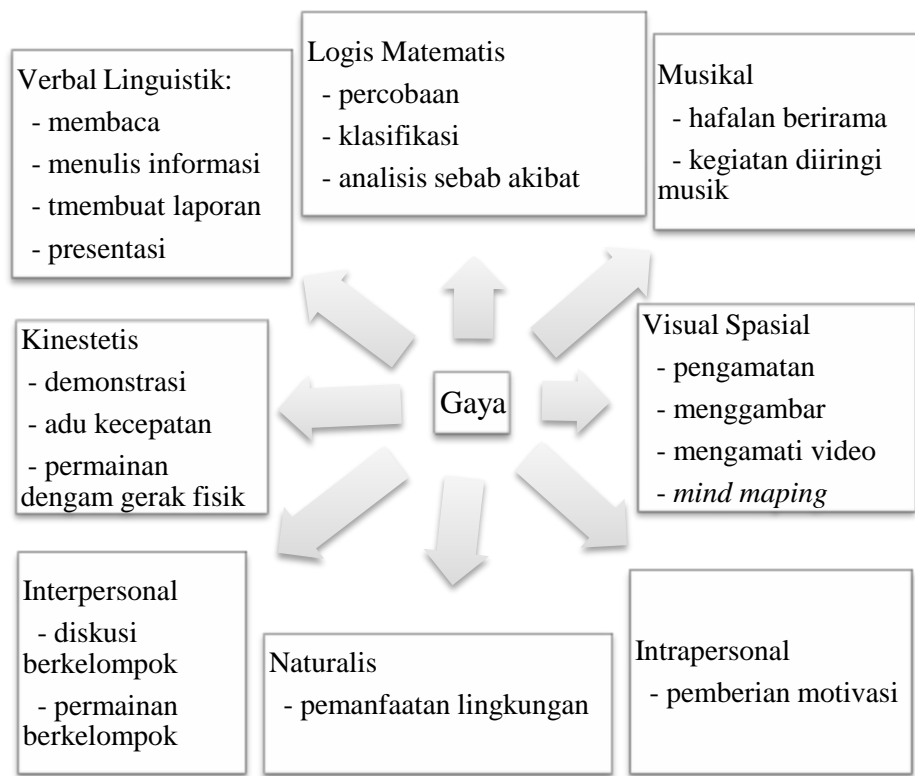 Verbal Linguistik:
- membaca
- menulis informasi
- tmembuat laporan
- presentasi
Logis Matematis
- percobaan
- klasifikasi
- analisis sebab akibat
Musikal
- hafalan berirama
- kegiatan diiringi
musik
Kinestetis
- demonstrasi
- adu kecepatan
- permainan
dengam gerak fisik
Gaya
Visual Spasial
- pengamatan
- menggambar
- mengamati video
- mind maping
Interpersonal
- diskusi
berkelompok
- permainan
berkelompok
Naturalis
- pemanfaatan lingkungan
Intrapersonal
- pemberian motivasi